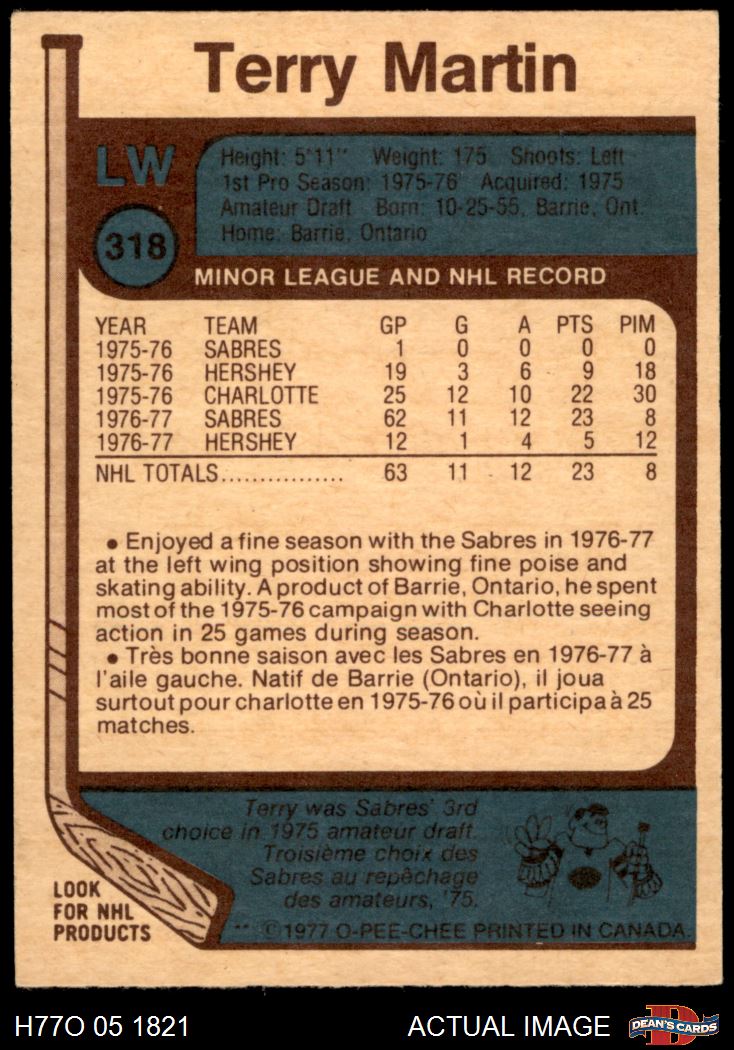 Terry Martin
LW
318
Height: 5'11" Weight: 175 Shoots: Left
1st Pro Season: 1975-76 Acquired: 1975
Amateur Draft Born: 10-25-55, Barrie, Ont.
Home: Barrie, Ontario
MINOR LEAGUE AND NHL RECORD
YEAR TEAM GP G A PTS PIM
1975-76 SABRES 1 0 0 0 0
1975-76 HERSHEY 19 3 6 9 18
1975-76 CHARLOTTE 25 12 10 22 30
1976-77 SABRES 62 11 12 23 8
1976-77 HERSHEY 12 1 4 5 12
NHL TOTALS................ 63 11 12 23 8
● Enjoyed a fine season with the Sabres in 1976-77
at the left wing position showing fine poise and
skating ability. A product of Barrie, Ontario, he spent
most of the 1975-76 campaign with Charlotte seeing
action in 25 games during season.
● Très bonne saison avec les Sabres en 1976-77 à
l'aile gauche. Natif de Barrie (Ontario), il joua
surtout pour charlotte en 1975-76 où il participa à 25
matches.
Terry was Sabres' 3rd
choice in 1975 amateur draft.
Troisième choix des
Sabres au repêchage
des amateurs, '75.
LOOK
FOR NHL
PRODUCTS
** ©1977 O-PEE-CHEE PRINTED IN CANADA.
H77O 05 1821
ACTUAL IMAGE
D
DEAN'S CARDS